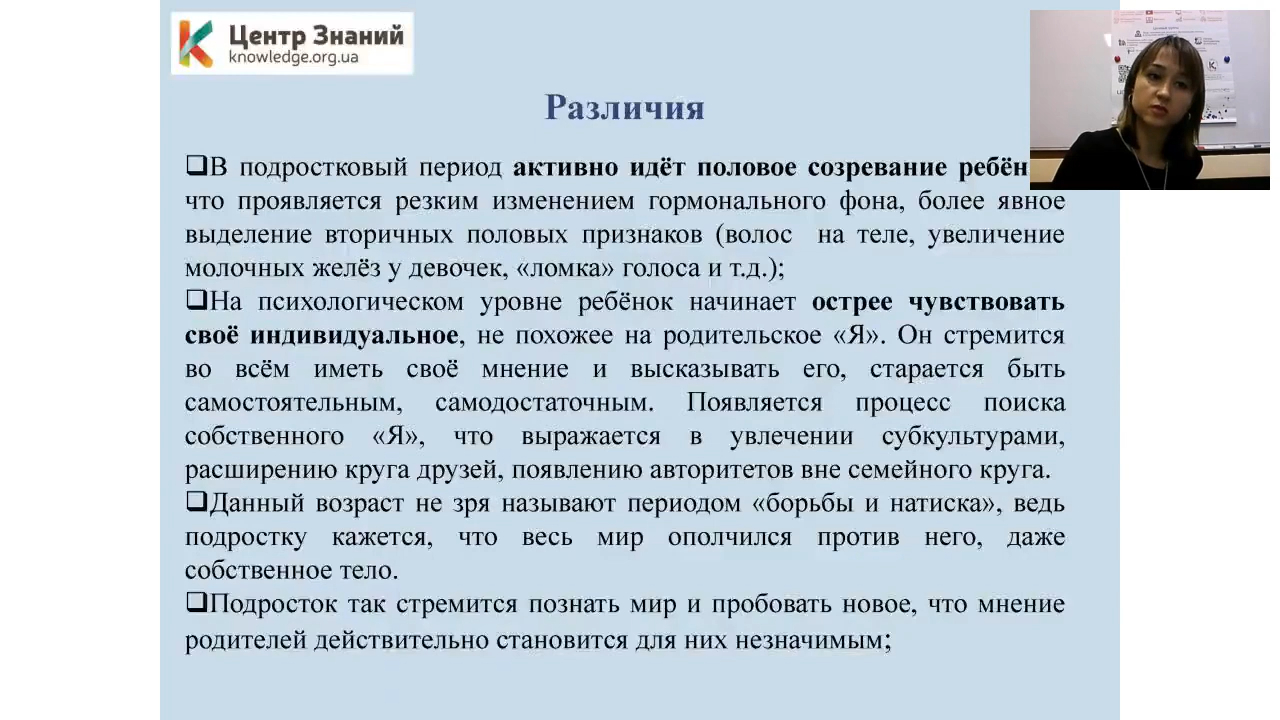 Центр Знаний
knowledge.org.ua
Различия
❑В подростковый период активно идёт половое созревание
что проявляется резким изменением гормонального фона, более явное
выделение вторичных половых признаков (волос на теле, увеличение
молочных желёз у девочек, «ломка» голоса и т.д.);
❑На психологическом уровне ребёнок начинает острее чувствовать
своё индивидуальное, не похожее на родительское «Я». Он стремится
во всём иметь своё мнение и высказывать его, старается быть
самостоятельным, самодостаточным. Появляется процесс поиска
собственного «Я», что выражается в увлечении субкультурами,
расширению круга друзей, появлению авторитетов вне семейного круга.
❑Данный возраст не зря называют периодом «борьбы и натиска», ведь
подростку кажется, что весь мир ополчился против него, даже
собственное тело.
❑Подросток так стремится познать мир и пробовать новое, что мнение
родителей действительно становится для них незначимым;